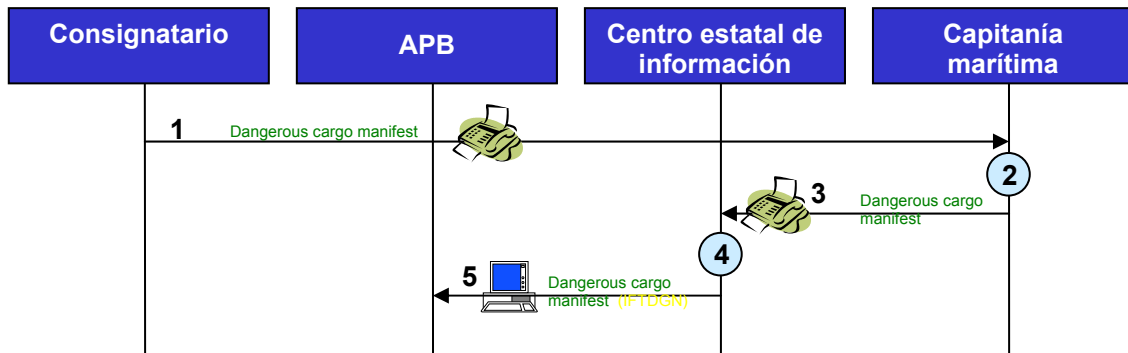 Consignatario
APB
Centro estatal de
información
Capitanía
marítima
1 Dangerous cargo manifest
2
3 Dangerous cargo
manifest
4
5 Dangerous cargo
manifest (IFTDGN)